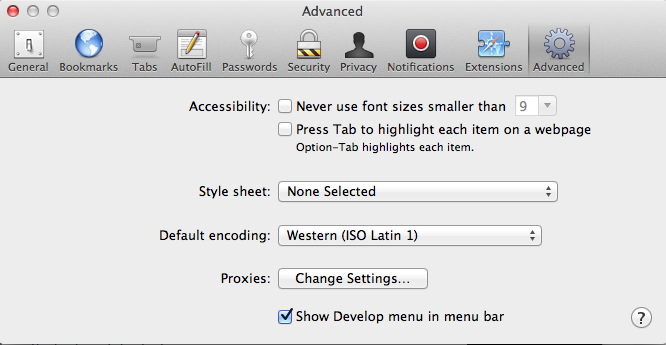 Advanced
General Bookmarks Tabs AutoFill Passwords Security Privacy Notifications Extensions Advanced
Accessibility: Never use font sizes smaller than 9
Press Tab to highlight each item on a webpage
Option-Tab highlights each item.
Style sheet: None Selected
Default encoding: Western (ISO Latin 1)
Proxies: Change Settings...
Show Develop menu in menu bar ?